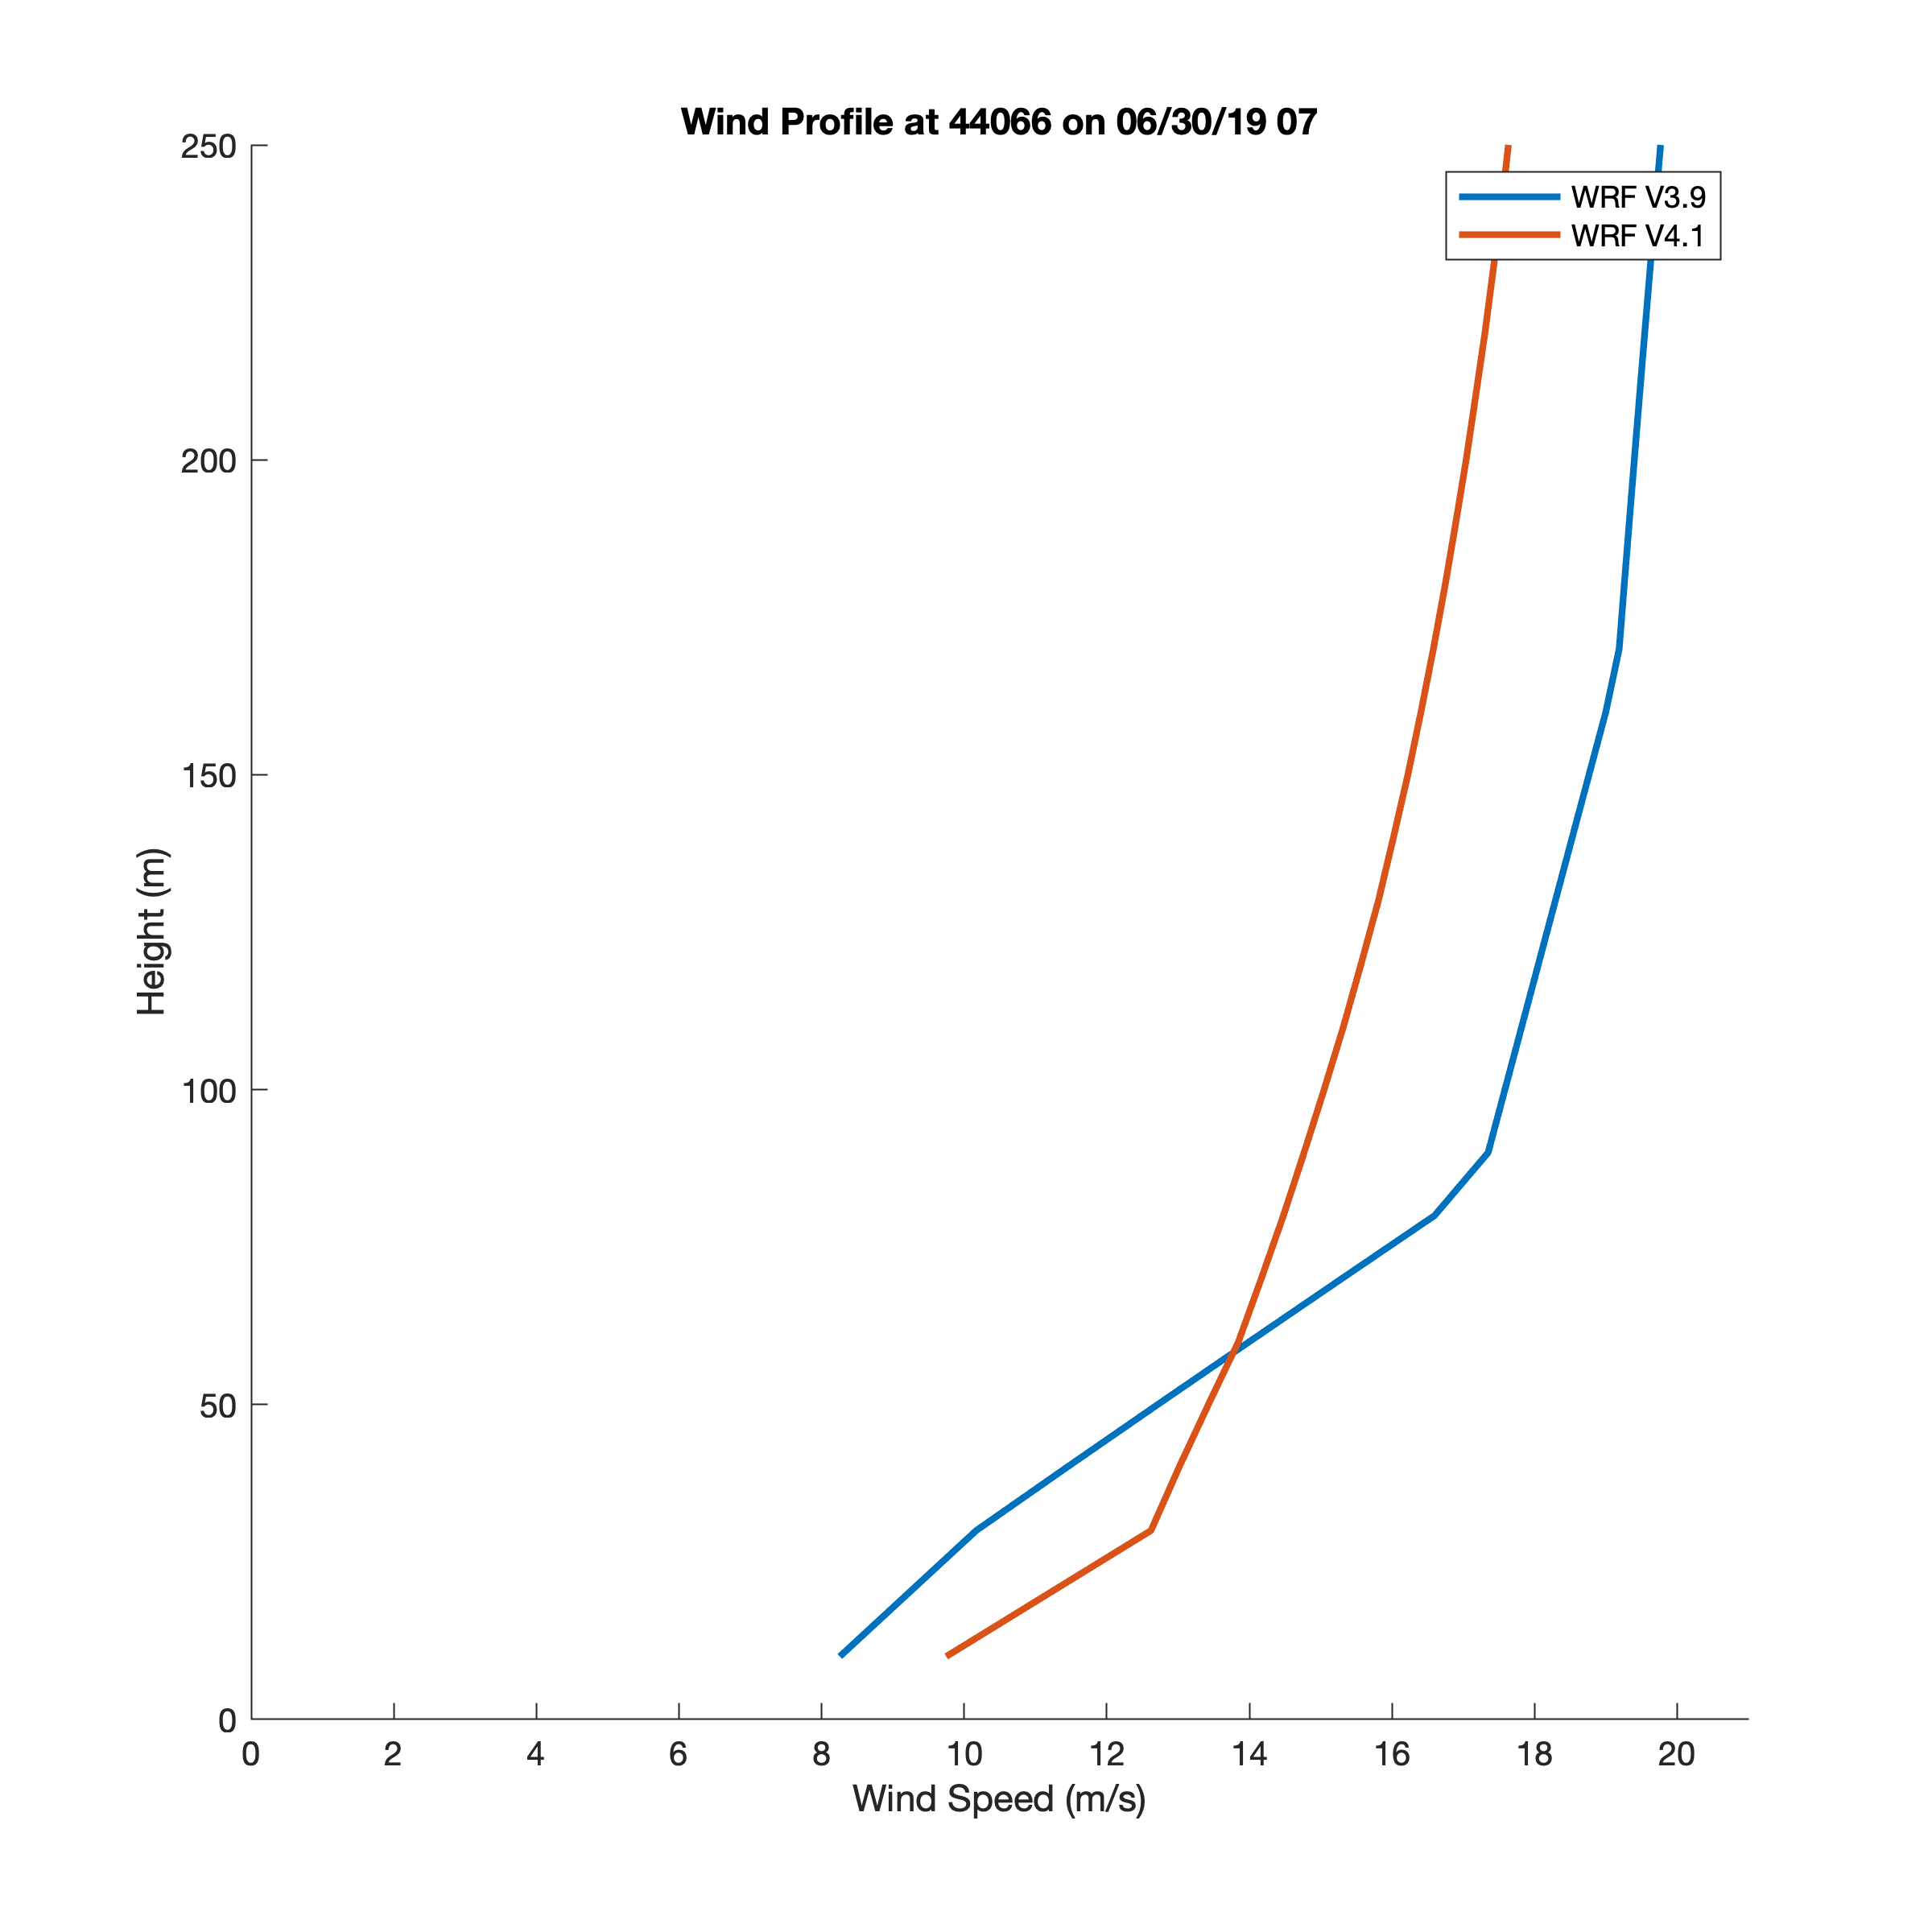 Wind Profile at 44066 on 06/30/19 07
WRF V3.9
WRF V4.1
250
200
150
100
50
0
Height (m)
0 2 4 6 8 10 12 14 16 18 20
Wind Speed (m/s)